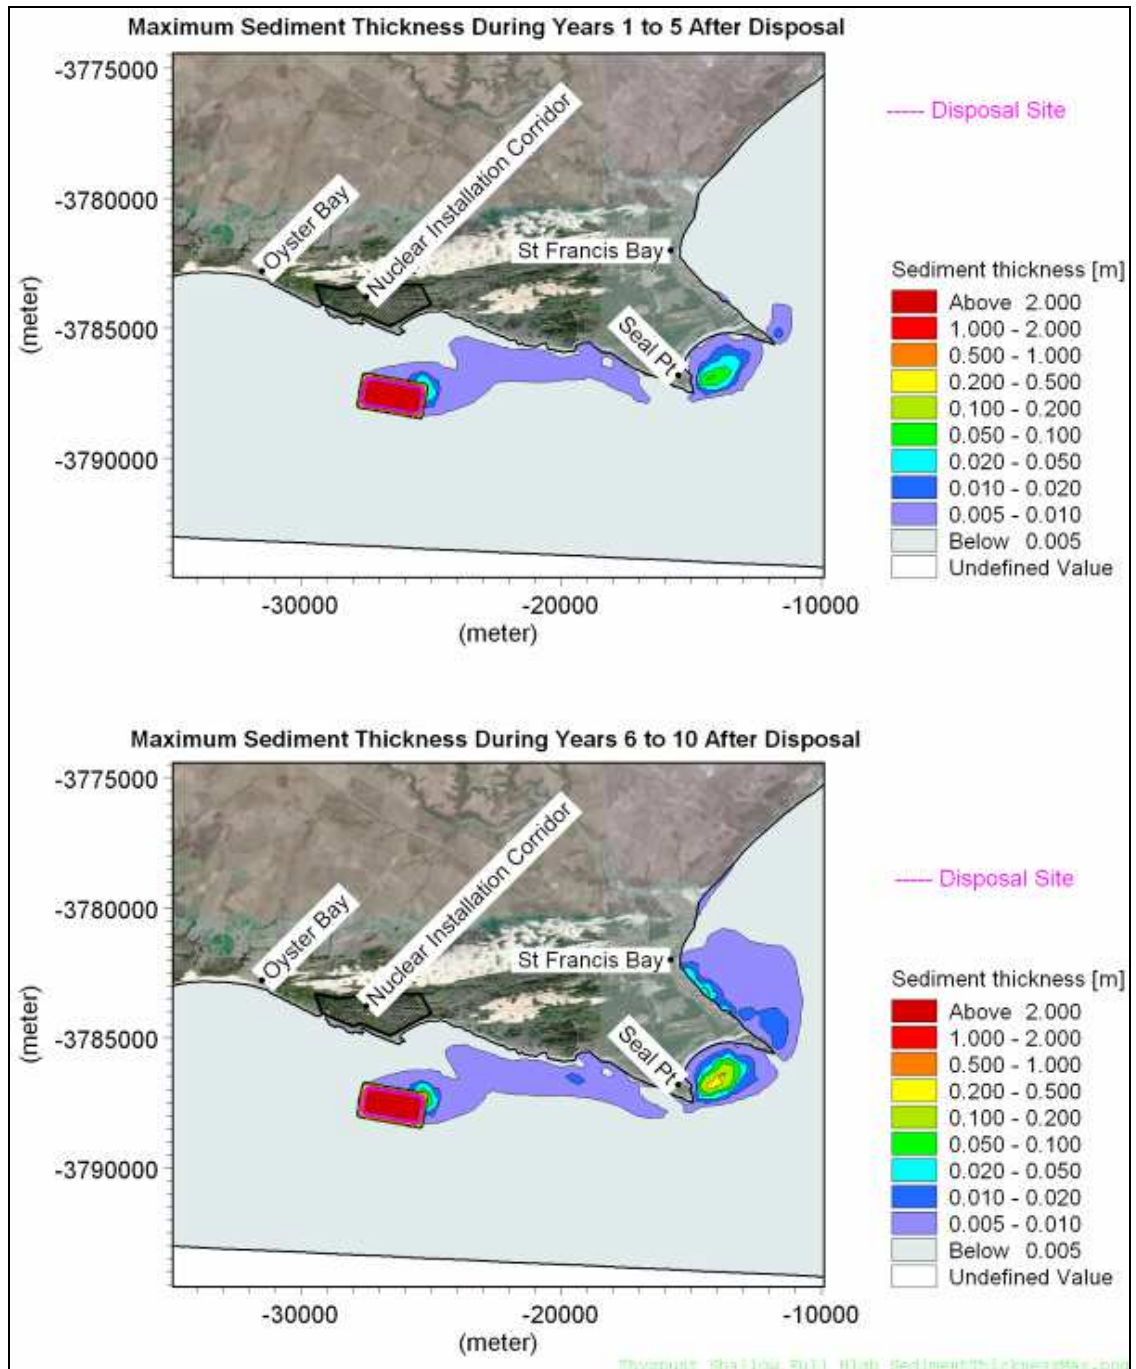 Maximum Sediment Thickness During Years 1 to 5 After Disposal
-3775000
-3780000
-3785000
-3790000
(meter)
Oyster Bay
Nuclear Installation Corridor
St Francis Bay
Seal Pt
----- Disposal Site
Sediment thickness [m]
Above 2.000
1.000 - 2.000
0.500 - 1.000
0.200 - 0.500
0.100 - 0.200
0.050 - 0.100
0.020 - 0.050
0.010 - 0.020
0.005 - 0.010
Below 0.005
Undefined Value
-30000 -20000 -10000
(meter)
Maximum Sediment Thickness During Years 6 to 10 After Disposal
-3775000
-3780000
-3785000
-3790000
(meter)
Oyster Bay
Nuclear Installation Corridor
St Francis Bay
Seal Pt
----- Disposal Site
Sediment thickness [m]
Above 2.000
1.000 - 2.000
0.500 - 1.000
0.200 - 0.500
0.100 - 0.200
0.050 - 0.100
0.020 - 0.050
0.010 - 0.020
0.005 - 0.010
Below 0.005
Undefined Value
-30000 -20000 -10000
(meter)